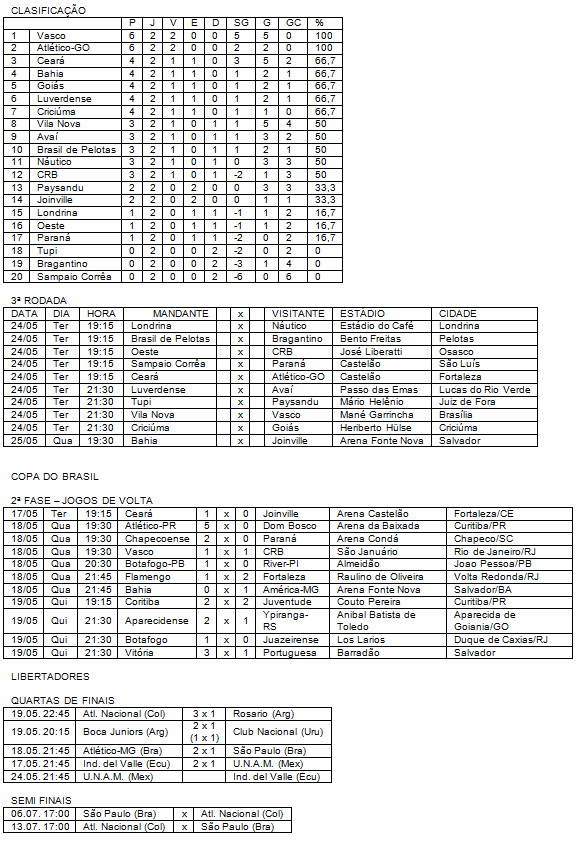 CLASIFICAÇÃO
P J V E D SG G GC %
1 Vasco 6 2 2 0 0 5 5 0 100
2 Atlético-GO 6 2 2 0 0 2 2 0 100
3 Ceará 4 2 1 1 0 3 5 2 66,7
4 Bahia 4 2 1 1 0 1 2 1 66,7
5 Goiás 4 2 1 1 0 1 2 1 66,7
6 Luverdense 4 2 1 1 0 1 2 1 66,7
7 Criciúma 4 2 1 1 0 1 1 0 66,7
8 Vila Nova 3 2 1 0 1 1 5 4 50
9 Avaí 3 2 1 0 1 1 3 2 50
10 Brasil de Pelotas 3 2 1 0 1 1 2 1 50
11 Náutico 3 2 1 0 1 0 3 3 50
12 CRB 3 2 1 0 1 -2 1 3 50
13 Paysandu 2 2 0 2 0 0 3 3 33,3
14 Joinville 2 2 0 2 0 0 1 1 33,3
15 Londrina 1 2 0 1 1 -1 1 2 16,7
16 Oeste 1 2 0 1 1 -1 1 2 16,7
17 Paraná 1 2 0 1 1 -2 0 2 16,7
18 Tupi 0 2 0 0 2 -2 0 2 0
19 Bragantino 0 2 0 0 2 -3 1 4 0
20 Sampaio Corrêa 0 2 0 0 2 -6 0 6 0
3ª RODADA
DATA DIA HORA MANDANTE x VISITANTE ESTÁDIO CIDADE
24/05 Ter 19:15 Londrina x Náutico Estádio do Café Londrina
24/05 Ter 19:15 Brasil de Pelotas x Bragantino Bento Freitas Pelotas
24/05 Ter 19:15 Oeste x CRB José Liberatti Osasco
24/05 Ter 19:15 Sampaio Corrêa x Paraná Castelão São Luís
24/05 Ter 19:15 Ceará x Atlético-GO Castelão Fortaleza
24/05 Ter 21:30 Luverdense x Avaí Passo das Emas Lucas do Rio Verde
24/05 Ter 21:30 Tupi x Paysandu Mário Helênio Juiz de Fora
24/05 Ter 21:30 Vila Nova x Vasco Mané Garrincha Brasília
24/05 Ter 21:30 Criciúma x Goiás Heriberto Hülse Criciúma
25/05 Qua 19:30 Bahia x Joinville Arena Fonte Nova Salvador
COPA DO BRASIL
2ª FASE – JOGOS DE VOLTA
17/05 Ter 19:15 Ceará 1 x 0 Joinville Arena Castelão Fortaleza/CE
18/05 Qua 19:30 Atlético-PR 5 x 0 Dom Bosco Arena da Baixada Curitiba/PR
18/05 Qua 19:30 Chapecoense 2 x 0 Paraná Arena Condá Chapeco/SC
18/05 Qua 19:30 Vasco 1 x 1 CRB São Januário Rio de Janeiro/RJ
18/05 Qua 20:30 Botafogo-PB 1 x 0 River-PI Almeidão Joao Pessoa/PB
18/05 Qua 21:45 Flamengo 1 x 2 Fortaleza Raulino de Oliveira Volta Redonda/RJ
18/05 Qua 21:45 Bahia 0 x 1 América-MG Arena Fonte Nova Salvador/BA
19/05 Qui 19:15 Coritiba 2 x 2 Juventude Couto Pereira Curitiba/PR
19/05 Qui 21:30 Aparecidense 2 x 1 Ypiranga-RS Anibal Batista de Toledo Aparecida de Goiania/GO
19/05 Qui 21:30 Botafogo 1 x 0 Juazeirense Los Larios Duque de Caxias/RJ
19/05 Qui 21:30 Vitória 3 x 1 Portuguesa Barradão Salvador
LIBERTADORES
QUARTAS DE FINAIS
19.05. 22:45 Atl. Nacional (Col) 3 x 1 Rosario (Arg)
19.05. 20:15 Boca Juniors (Arg) 2 x 1 (1 x 1) Club Nacional (Uru)
18.05. 21:45 Atlético-MG (Bra) 2 x 1 São Paulo (Bra)
17.05. 21:45 Ind. del Valle (Ecu) 2 x 1 U.N.A.M. (Mex)
24.05. 21:45 U.N.A.M. (Mex) Ind. del Valle (Ecu)
SEMI FINAIS
06.07. 17:00 São Paulo (Bra) x Atl. Nacional (Col)
13.07. 17:00 Atl. Nacional (Col) x São Paulo (Bra)